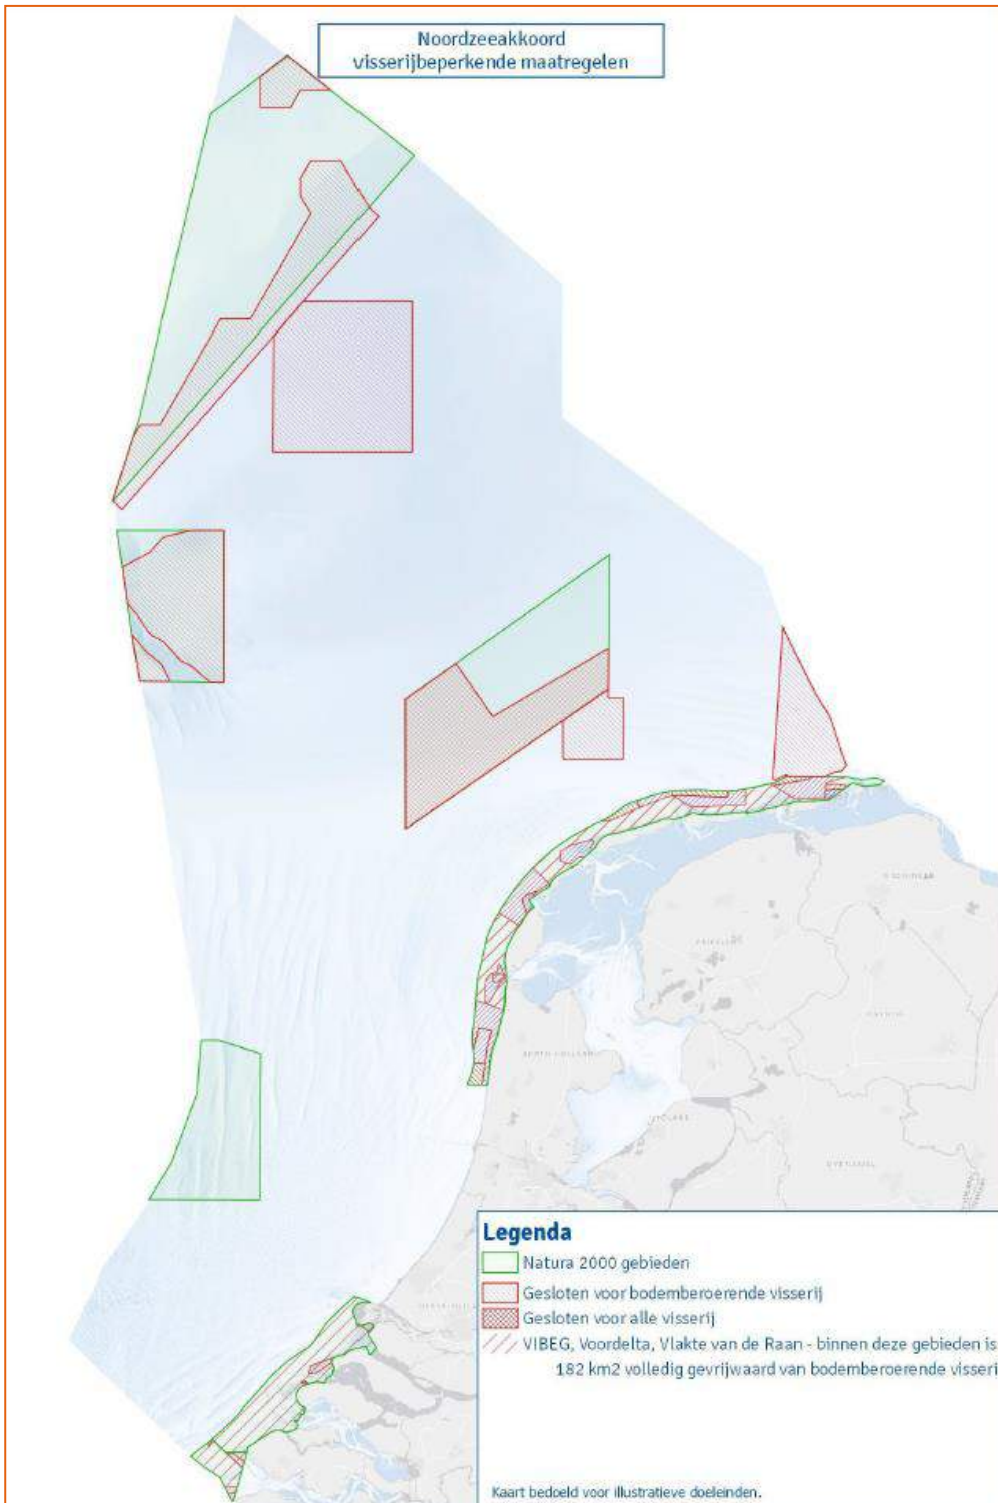 Noordzeeakkoord
visserijbeperkende maatregelen
Legenda
Natura 2000 gebieden
Gesloten voor bodemberoerende visserij
Gesloten voor alle visserij
VIBEG, Voordelta, Vlakte van de Raan - binnen deze gebieden is
182 km2 volledig gevrijwaard van bodemberoerende visseri
Kaart bedoeld voor illustratieve doeleinden.